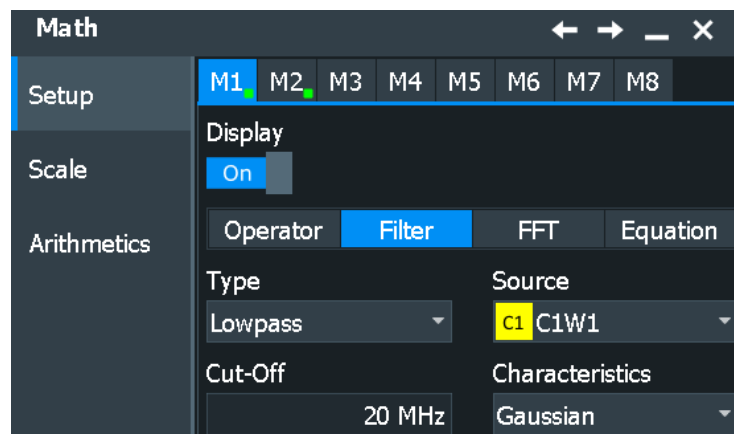 Math
Setup
Scale
Arithmetics
M1 M2 M3 M4 M5 M6 M7 M8
Display
On
Operator Filter FFT Equation
Type Source
Lowpass C1 C1W1
Cut-Off Characteristics
20 MHz Gaussian